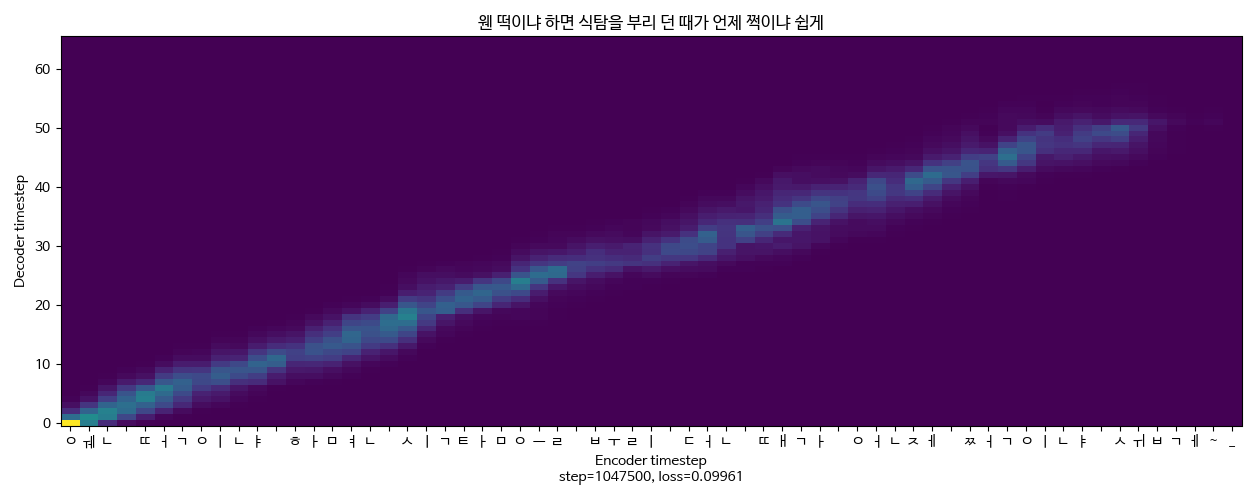 웬 떡이냐 하면 식탐을 부리 던 때가 언제 쩍이냐 쉽게
Decoder timestep
60
50
40
30
20
10
0
ㅇ ㅞ ㄴ ㄸ ㅓ ㄱ ㅇ ㅣ ㄴ ㅑ ㅎ ㅏ ㅁ ㅕ ㄴ ㅅ ㅣ ㄱ ㅌ ㅏ ㅁ ㅇ ㅡ ㄹ ㅂ ㅜ ㄹ ㅣ ㄷ ㅓ ㄴ ㄸ ㅐ ㄱ ㅏ ㅇ ㅓ ㄴ ㅈ ㅔ ㅉ ㅓ ㄱ ㅇ ㅣ ㄴ ㅑ ㅅ ㅟ ㅂ ㄱ ㅔ ~ _
Encoder timestep
step=1047500, loss=0.09961